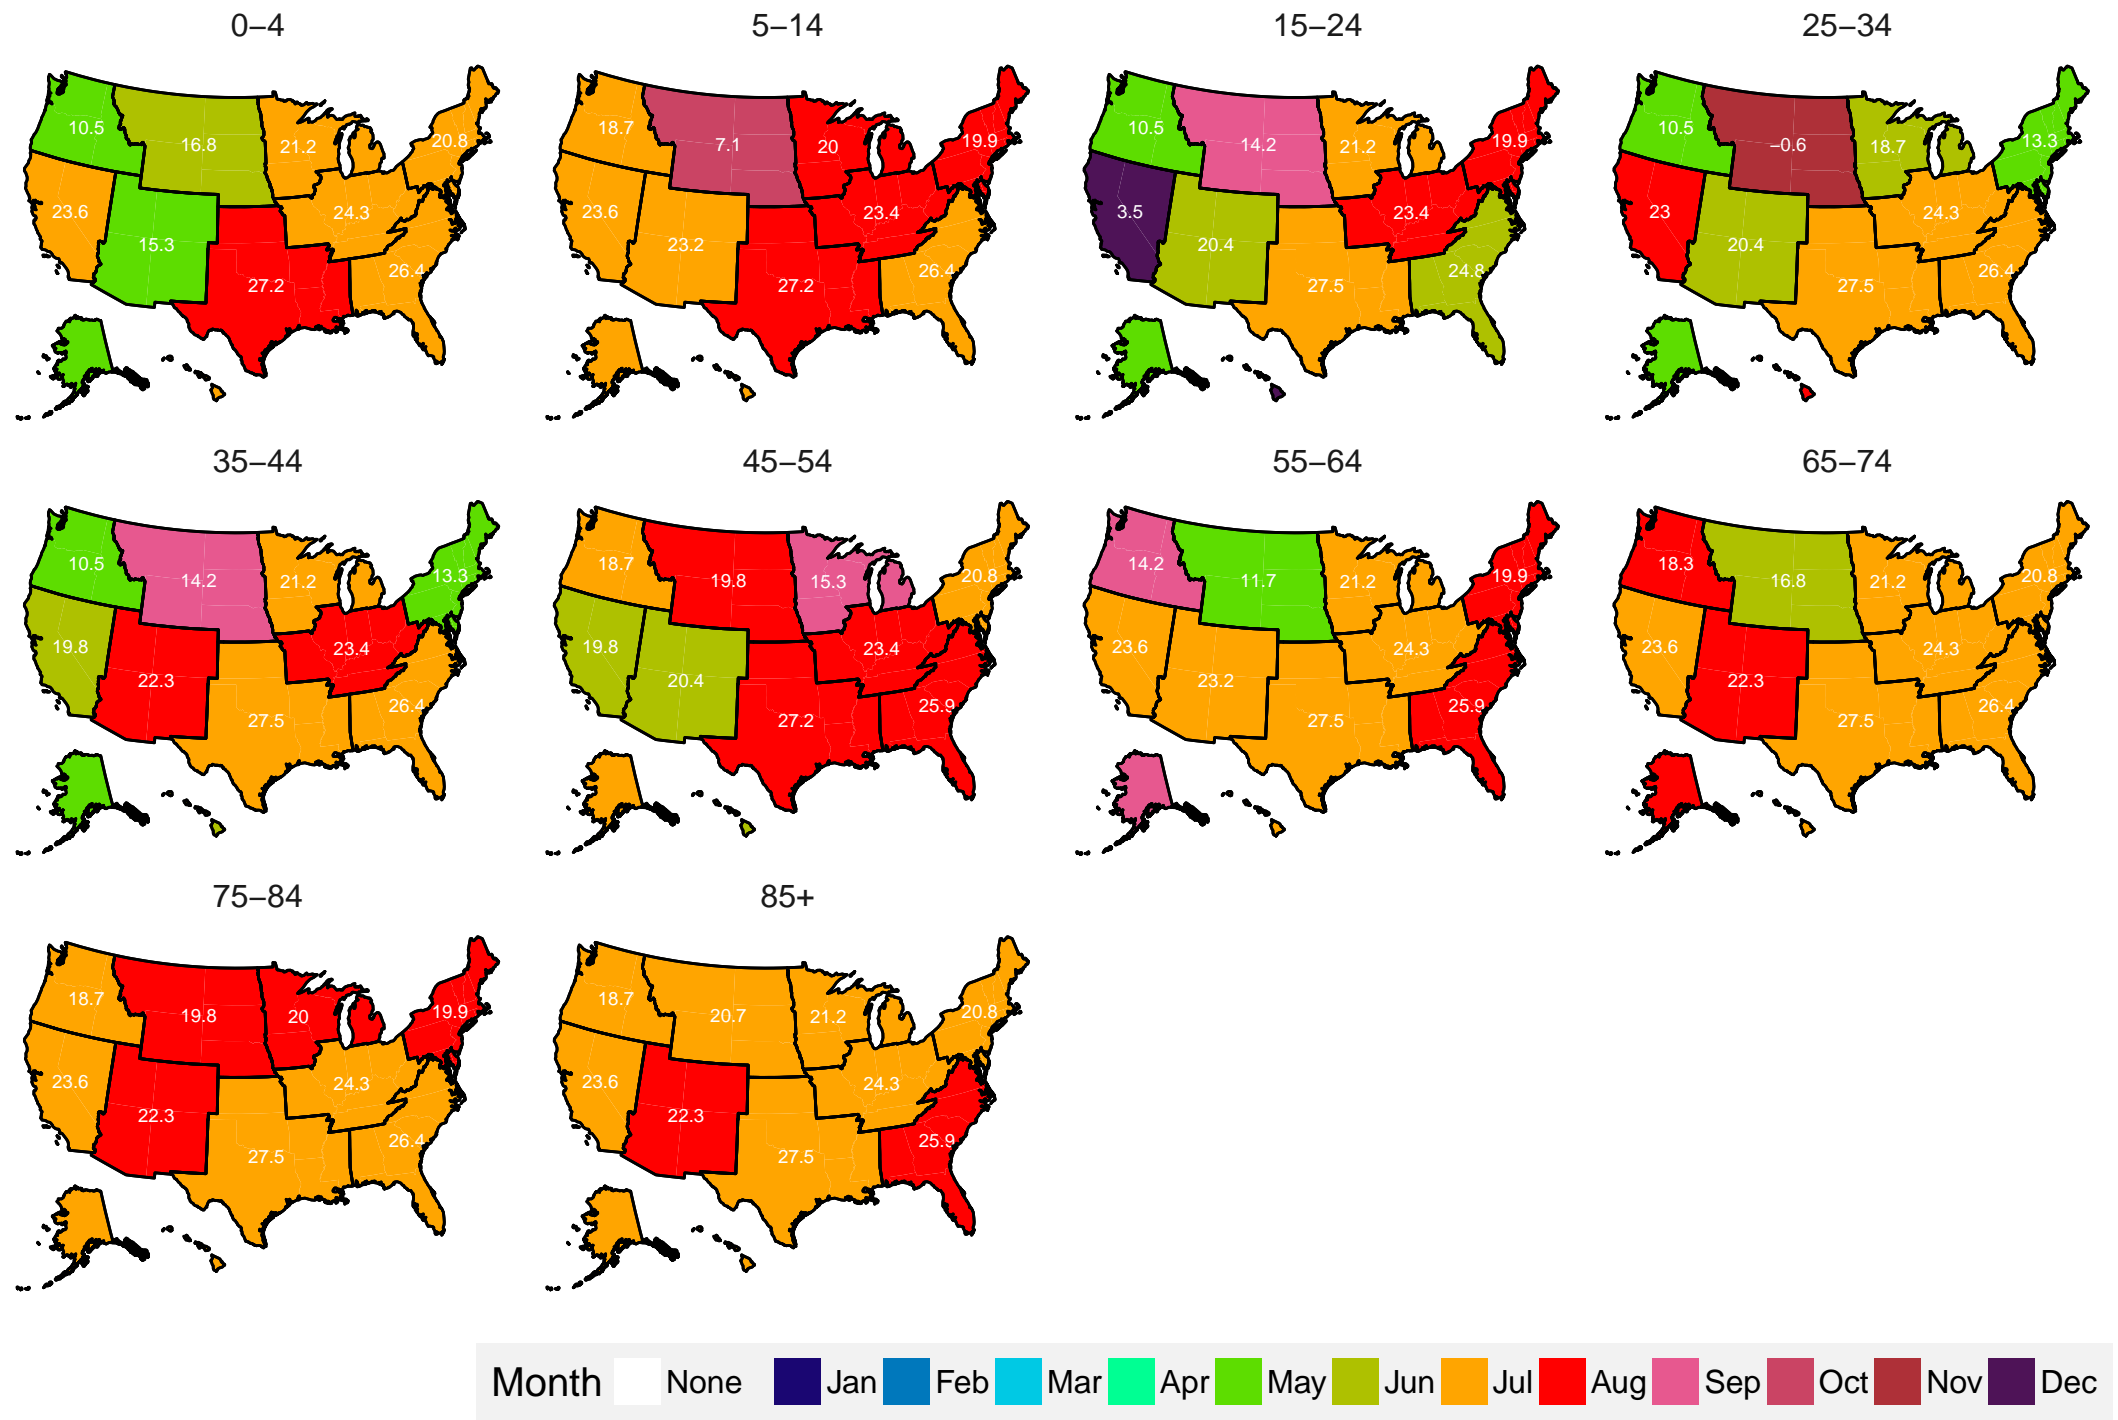 0–4 5–14 15–24 25–34
10.5 16.8 21.2 20.8 23.6 15.3 24.3 27.2 26.4
18.7 7.1 20 19.9 23.6 23.2 23.4 27.2 26.4
10.5 14.2 21.2 19.9 3.5 20.4 23.4 27.5 24.8
10.5 –0.6 18.7 13.3 23 20.4 24.3 27.5 26.4
35–44 45–54 55–64 65–74
10.5 14.2 21.2 13.3 19.8 22.3 23.4 27.5 26.4
18.7 19.8 15.3 20.8 19.8 20.4 23.4 27.2 25.9
14.2 11.7 21.2 19.9 23.6 23.2 24.3 27.5 25.9
18.3 16.8 21.2 20.8 23.6 22.3 24.3 27.5 26.4
75–84 85+
18.7 19.8 20 19.9 23.6 22.3 24.3 27.5 26.4
18.7 20.7 21.2 20.8 23.6 22.3 24.3 27.5 25.9
Month None Jan Feb Mar Apr May Jun Jul Aug Sep Oct Nov Dec